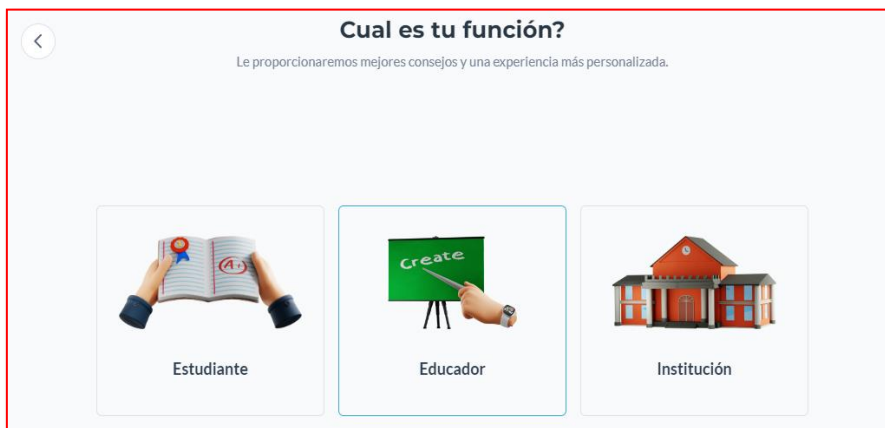 Cual es tu función?
Le proporcionaremos mejores consejos y una experiencia más personalizada.
A+
Create
Estudiante
Educador
Institución